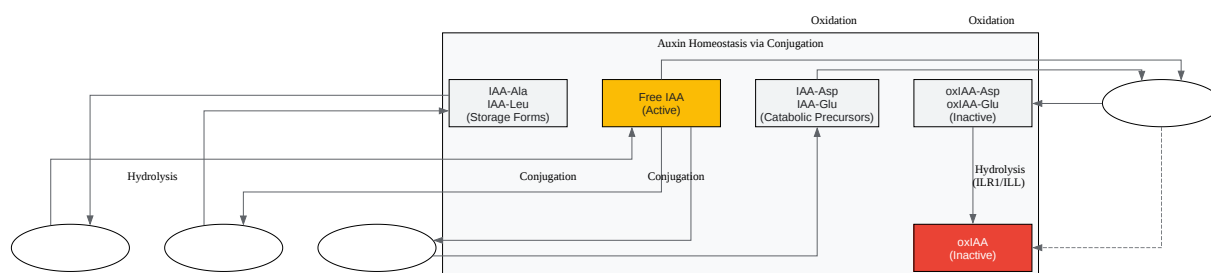 Oxidation
Oxidation
Auxin Homeostasis via Conjugation
IAA-Ala
IAA-Leu
(Storage Forms)
Free IAA
(Active)
IAA-Asp
IAA-Glu
(Catabolic Precursors)
oxIAA-Asp
oxIAA-Glu
(Inactive)
Hydrolysis
Conjugation
Conjugation
Hydrolysis
(ILR1/ILL)
oxIAA
(Inactive)